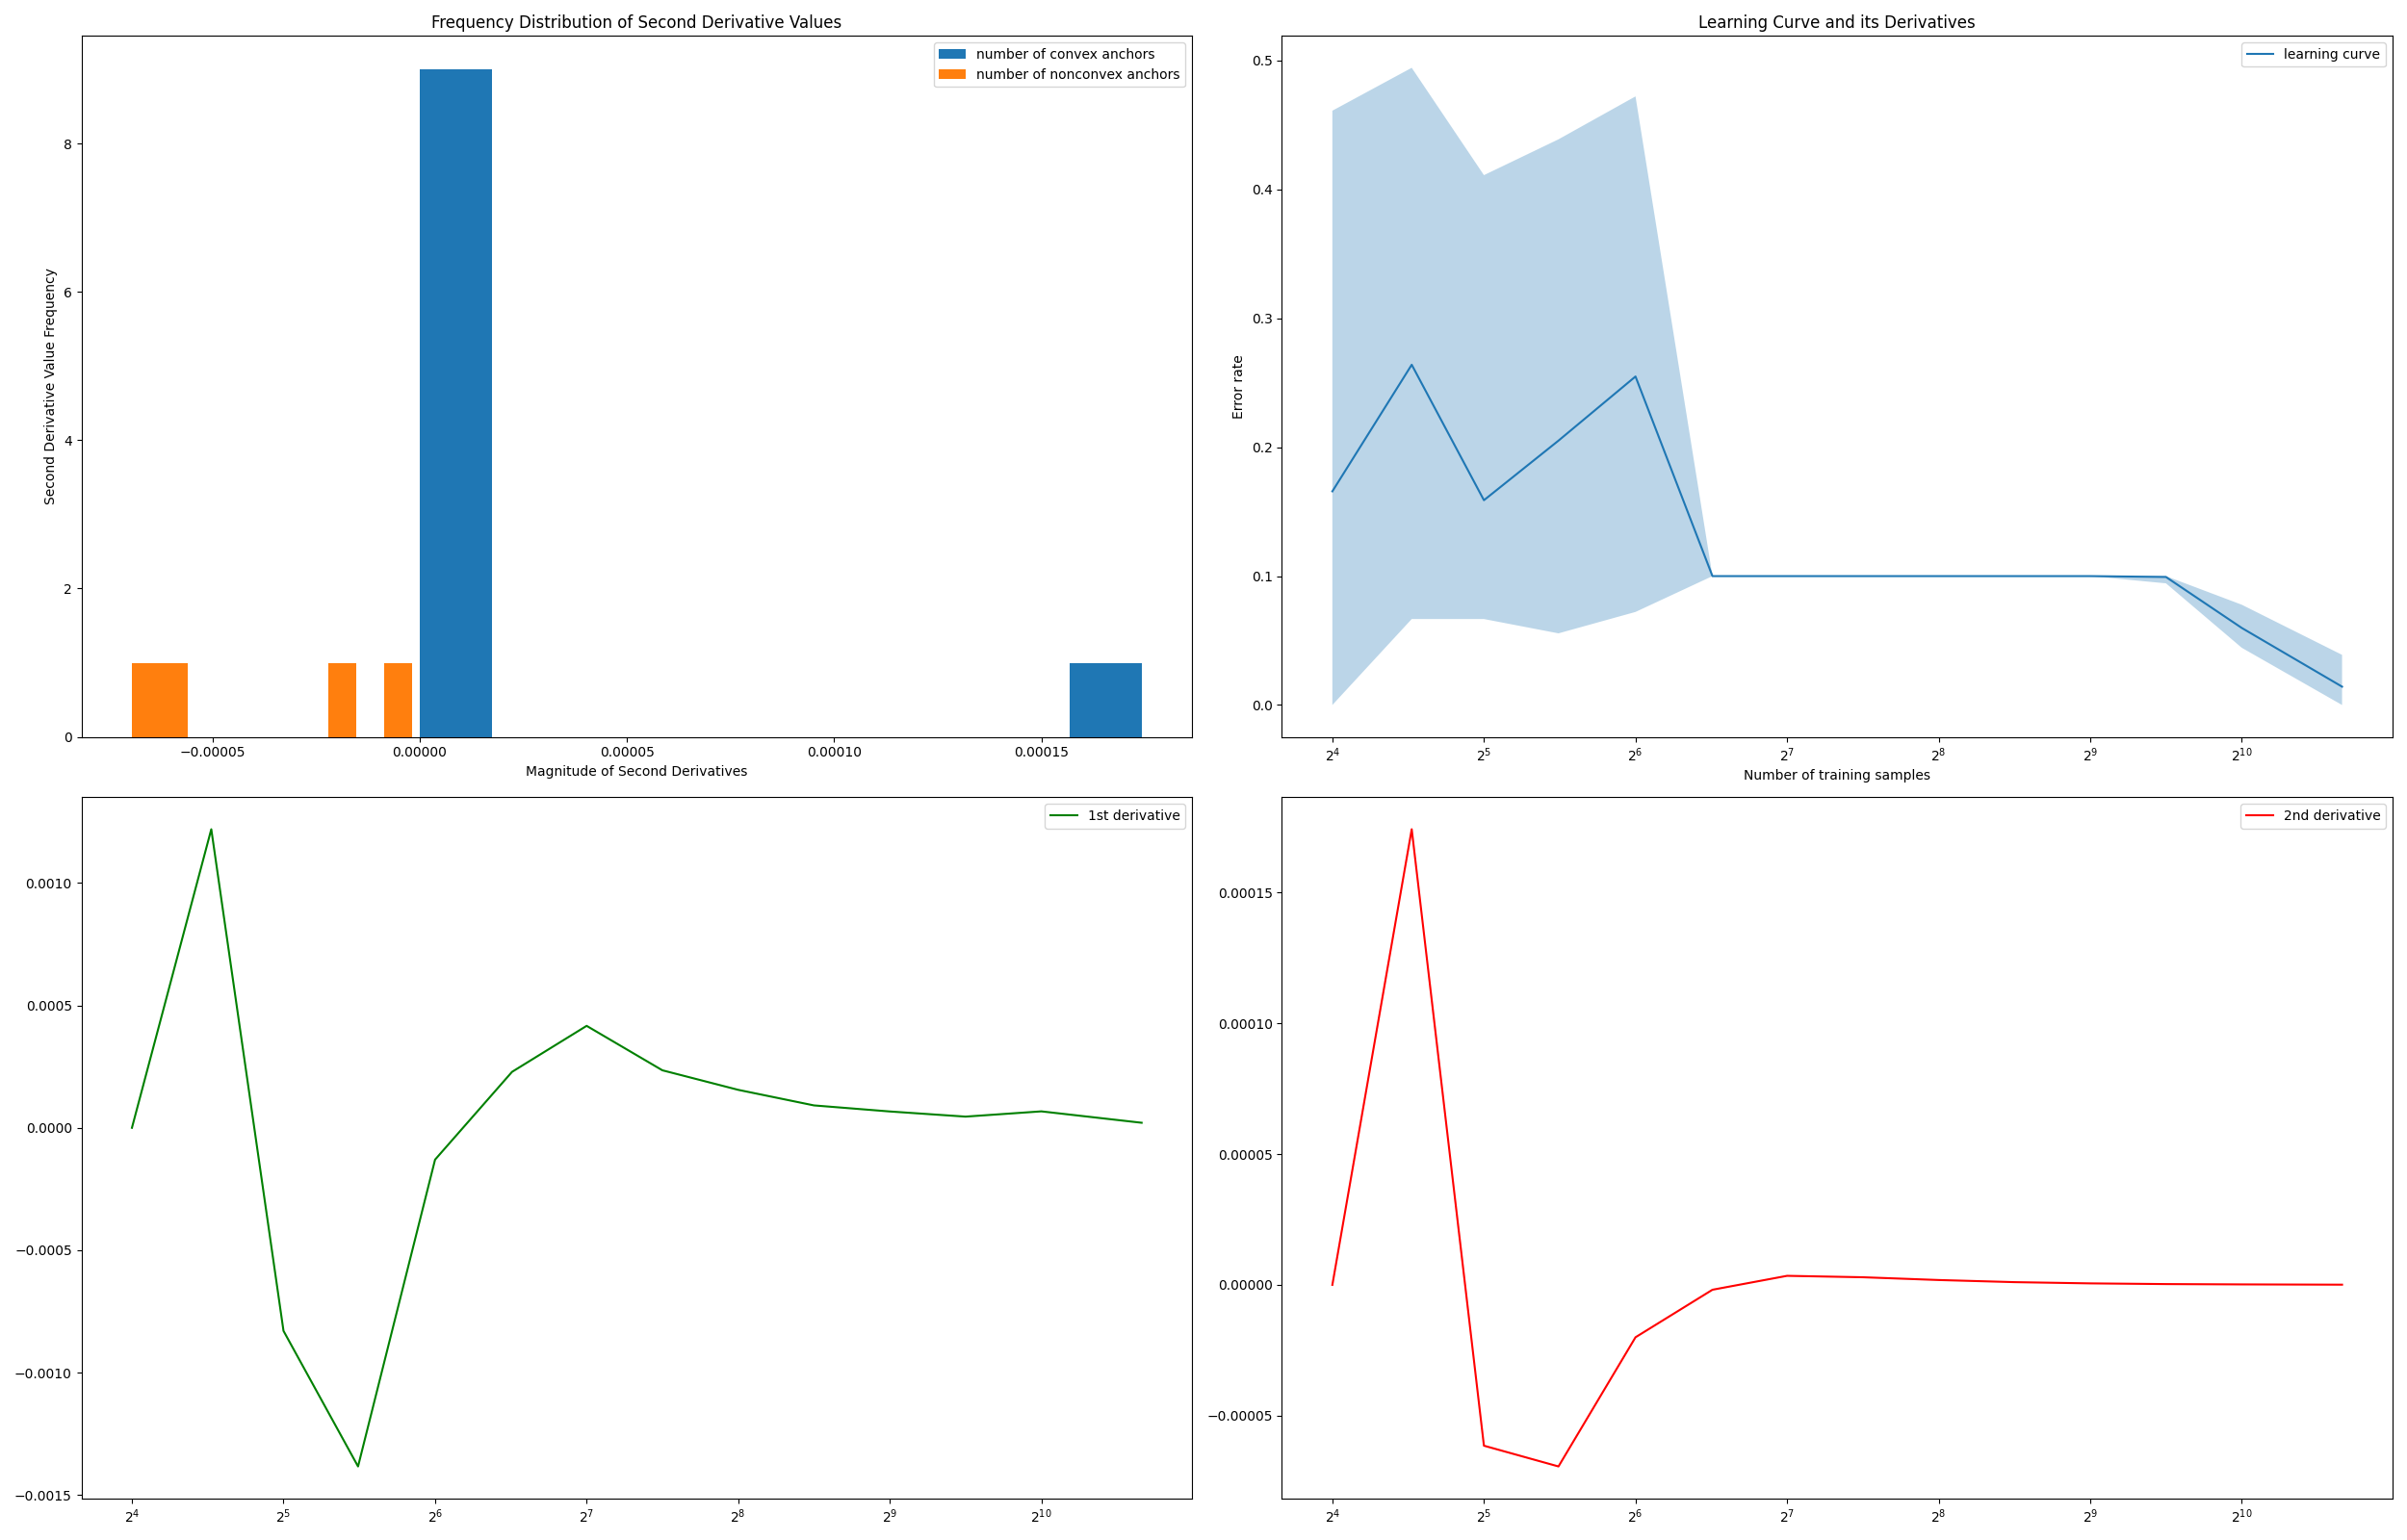 Frequency Distribution of Second Derivative Values
number of convex anchors
number of nonconvex anchors
Second Derivative Value Frequency
8
6
4
2
0
−0.00005 0.00000 0.00005 0.00010 0.00015
Magnitude of Second Derivatives
Learning Curve and its Derivatives
learning curve
Error rate
0.5
0.4
0.3
0.2
0.1
0.0
2⁴ 2⁵ 2⁶ 2⁷ 2⁸ 2⁹ 2¹⁰
Number of training samples
1st derivative
0.0010
0.0005
0.0000
−0.0005
−0.0010
−0.0015
2⁴ 2⁵ 2⁶ 2⁷ 2⁸ 2⁹ 2¹⁰
2nd derivative
0.00015
0.00010
0.00005
0.00000
−0.00005
2⁴ 2⁵ 2⁶ 2⁷ 2⁸ 2⁹ 2¹⁰